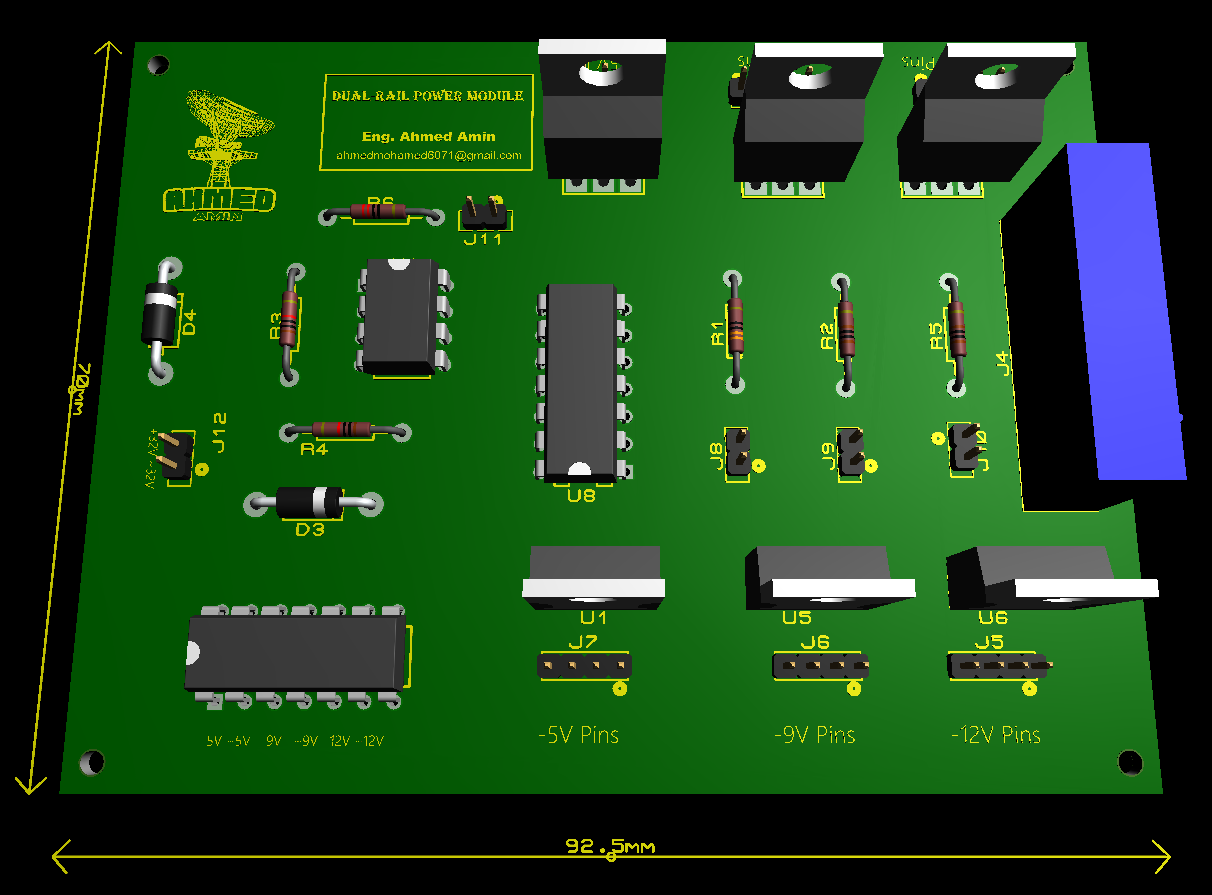 DUAL RAIL POWER MODULE
Eng. Ahmed Amin
ahmedmohamed6071@gmail.com
AHMED
AMIN
Pins
R6
J11
D4
R3
R1
R2
R5
J4
70mm
J12
+32V -32V
R4
J8
J9
J10
D3
U8
U1
U5
U6
J7
J6
J5
5V -5V 9V -9V 12V -12V
-5V Pins
-9V Pins
-12V Pins
92.5mm